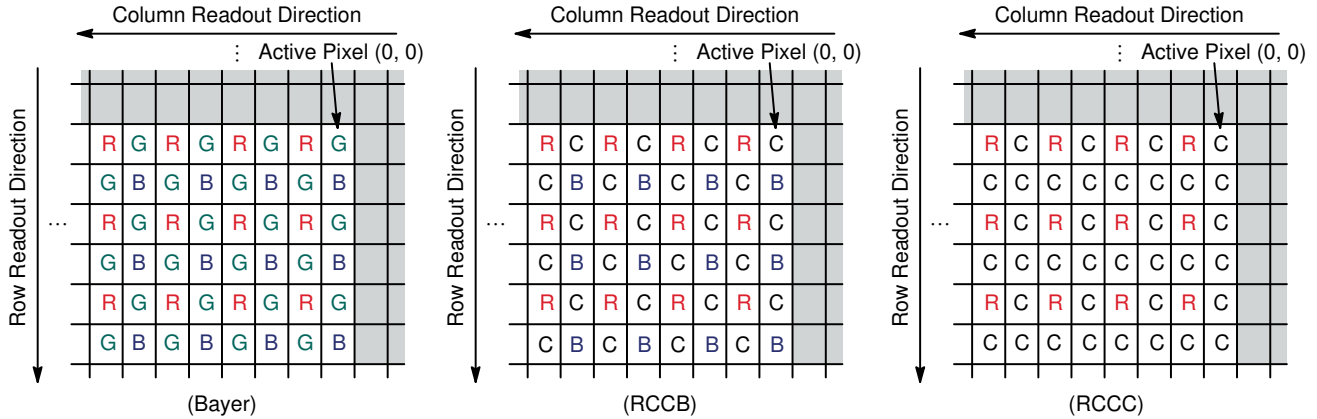 Column Readout Direction
⋮ Active Pixel (0, 0)
Row Readout Direction
R G R G R G R G
G B G B G B G B
... R G R G R G R G
G B G B G B G B
R G R G R G R G
G B G B G B G B
(Bayer)
Column Readout Direction
⋮ Active Pixel (0, 0)
Row Readout Direction
R C R C R C R C
C B C B C B C B
... R C R C R C R C
C B C B C B C B
R C R C R C R C
C B C B C B C B
(RCCB)
Column Readout Direction
⋮ Active Pixel (0, 0)
Row Readout Direction
R C R C R C R C
C C C C C C C C
... R C R C R C R C
C C C C C C C C
R C R C R C R C
C C C C C C C C
(RCCC)